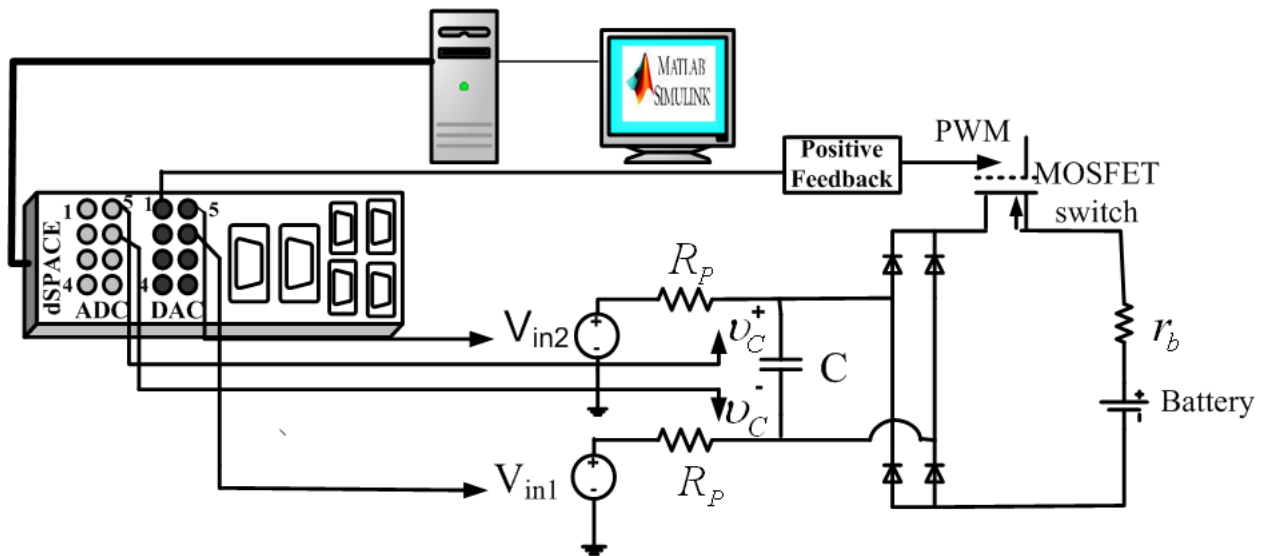 MATLAB
SIMULINK
PWM
Positive
Feedback
MOSFET
switch
dSPACE
1
5
1
5
4
4
ADC
DAC
R_P
V_in2
+
-
υ_C^+
C
υ_C^-
r_b
+
-
Battery
V_in1
+
-
R_P